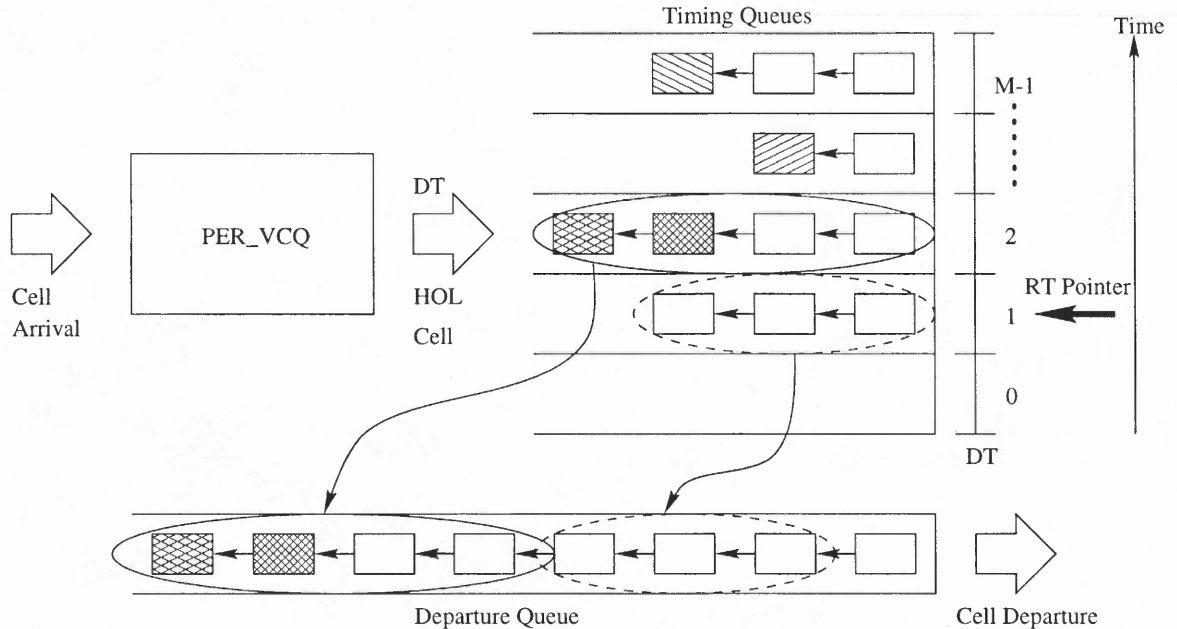 Timing Queues
Time
M-1
DT
PER_VCQ
2
Cell
Arrival
HOL
Cell
RT Pointer
1
0
DT
Departure Queue
Cell Departure